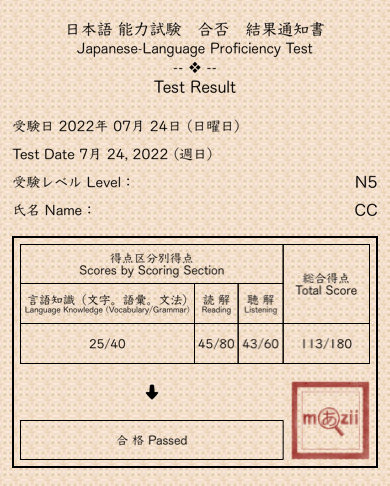 日本語 能力試験　合否　結果通知書
Japanese-Language Proficiency Test
-- ❖ --
Test Result
受験日 2022年 07月 24日 (日曜日)
Test Date 7月 24, 2022 (週日)
受験レベル Level： N5
氏名 Name： CC
得点区分別得点
Scores by Scoring Section
総合得点
Total Score
言語知識（文字。語彙。文法）
Language Knowledge (Vocabulary/Grammar)
読 解
Reading
聴 解
Listening
25/40 45/80 43/60 113/180
合 格 Passed
mあzii